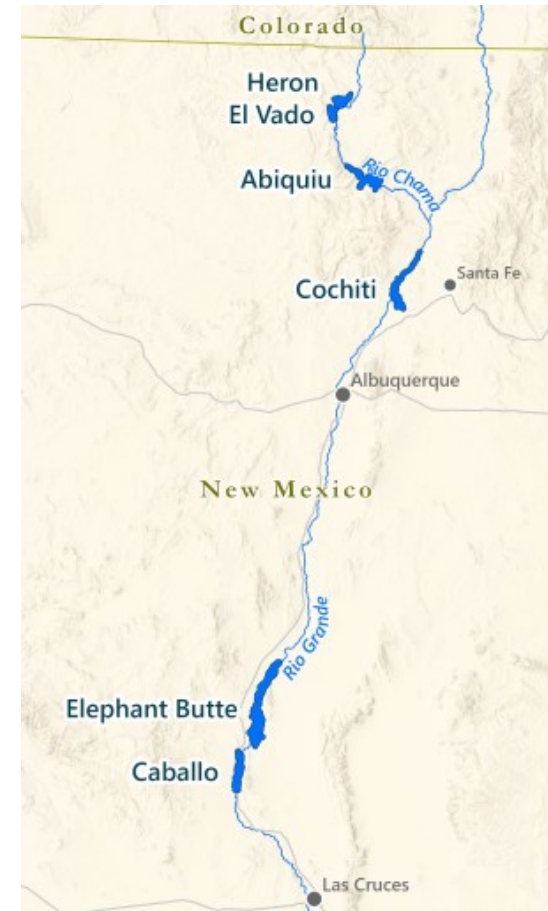 Colorado
Heron
El Vado
Abiquiu
Rio Chama
Cochiti
Santa Fe
Albuquerque
New Mexico
Rio Grande
Elephant Butte
Caballo
Las Cruces